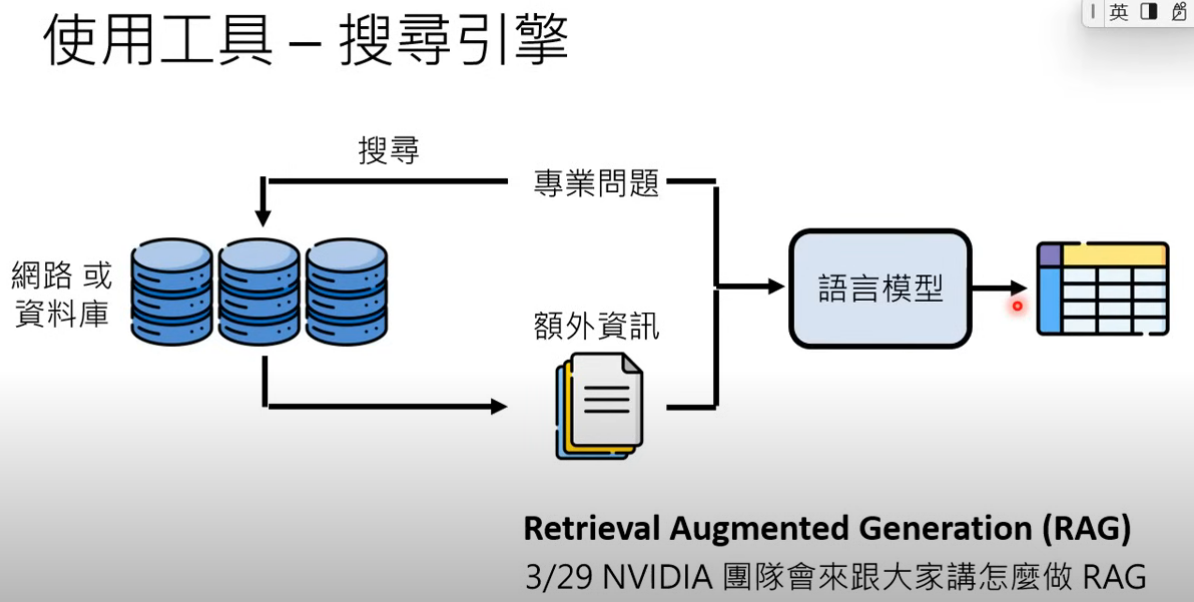 使用工具 – 搜尋引擎
英
搜尋
專業問題
網路 或
資料庫
語言模型
額外資訊
Retrieval Augmented Generation (RAG)
3/29 NVIDIA 團隊會來跟大家講怎麼做 RAG